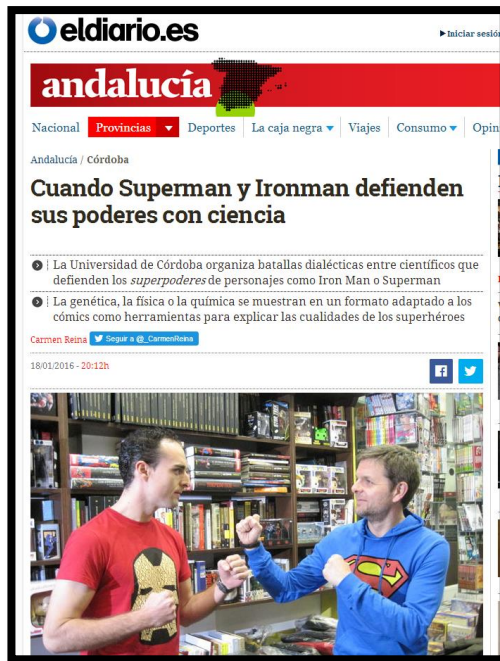 eldiario.es
Iniciar sesió
andalucía
Nacional Provincias Deportes La caja negra Viajes Consumo Opin
Andalucía / Córdoba
Cuando Superman y Ironman defienden
sus poderes con ciencia
La Universidad de Córdoba organiza batallas dialécticas entre científicos que
defienden los superpoderes de personajes como Iron Man o Superman
La genética, la física o la química se muestran en un formato adaptado a los
cómics como herramientas para explicar las cualidades de los superhéroes
Carmen Reina Seguir a @_CarmenReina
18/01/2016 - 20:12h